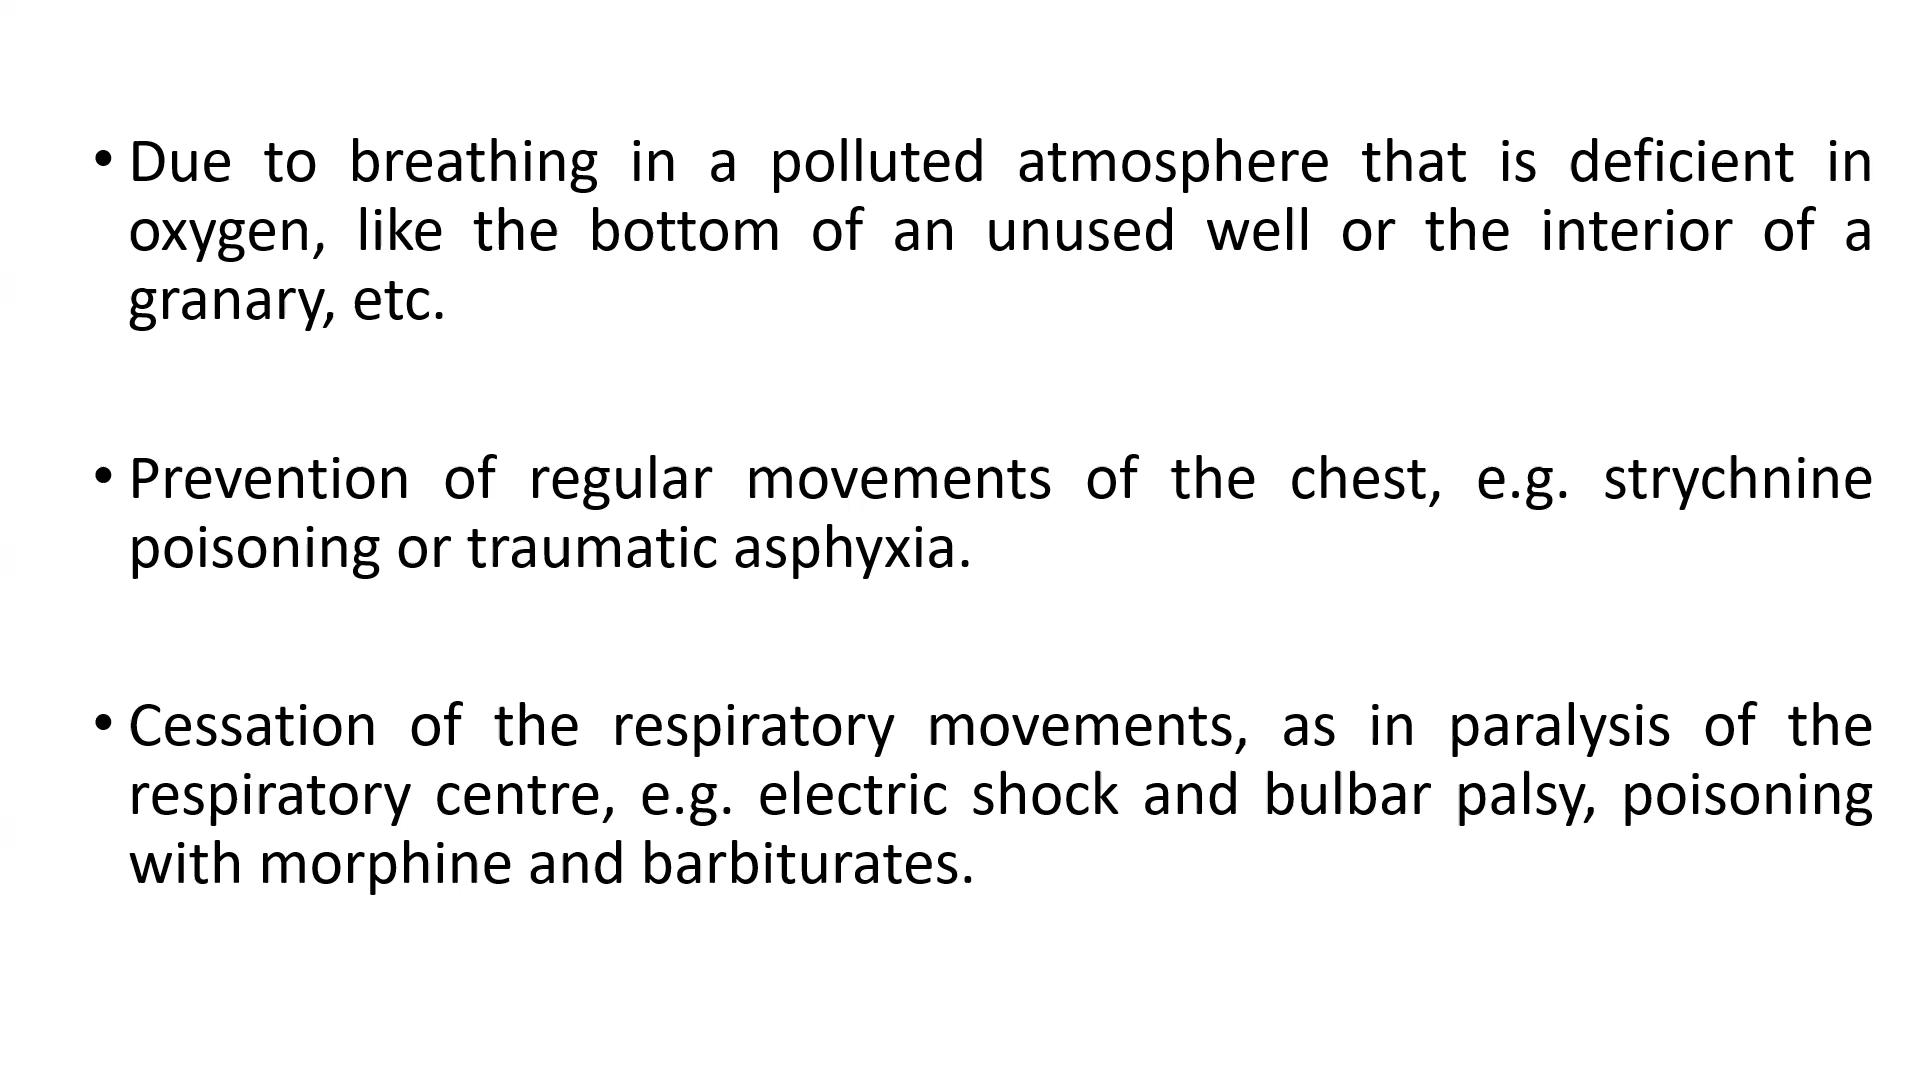 • Due to breathing in a polluted atmosphere that is deficient in
oxygen, like the bottom of an unused well or the interior of a
granary, etc.
• Prevention of regular movements of the chest, e.g. strychnine
poisoning or traumatic asphyxia.
• Cessation of the respiratory movements, as in paralysis of the
respiratory centre, e.g. electric shock and bulbar palsy, poisoning
with morphine and barbiturates.